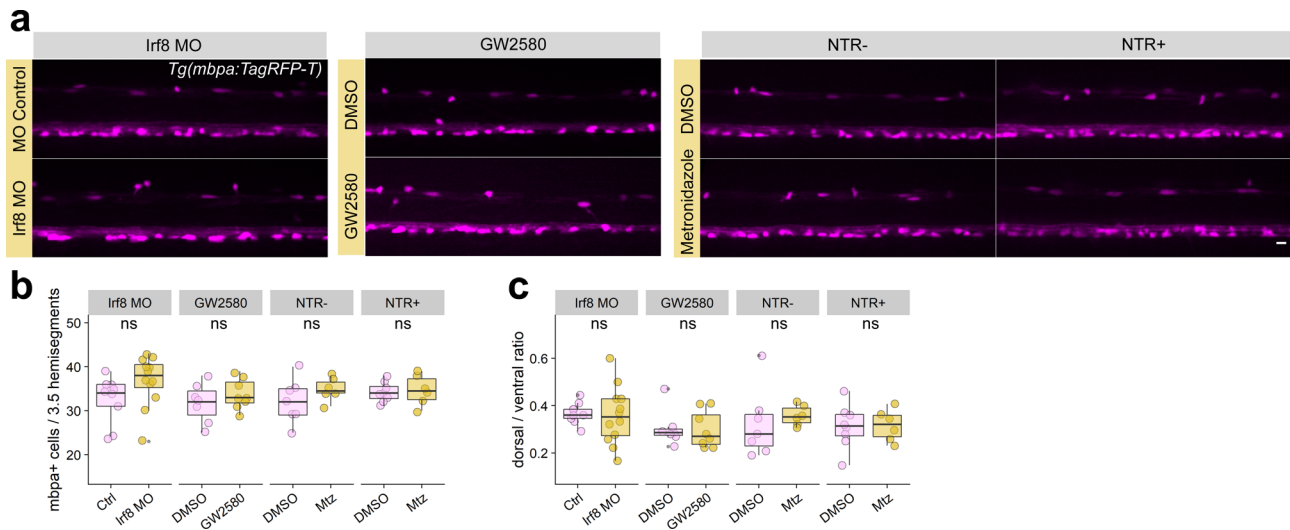 a
Irf8 MO
GW2580
NTR-
NTR+
Tg(mbpa:TagRFP-T)
MO Control
Irf8 MO
DMSO
GW2580
DMSO
Metronidazole
b
mbpa+ cells / 3.5 hemisegments
Irf8 MO
GW2580
NTR-
NTR+
ns
ns
ns
ns
50
40
30
20
Ctrl
Irf8 MO
DMSO
GW2580
DMSO
Mtz
DMSO
Mtz
c
dorsal / ventral ratio
Irf8 MO
GW2580
NTR-
NTR+
ns
ns
ns
ns
0.6
0.4
0.2
Ctrl
Irf8 MO
DMSO
GW2580
DMSO
Mtz
DMSO
Mtz